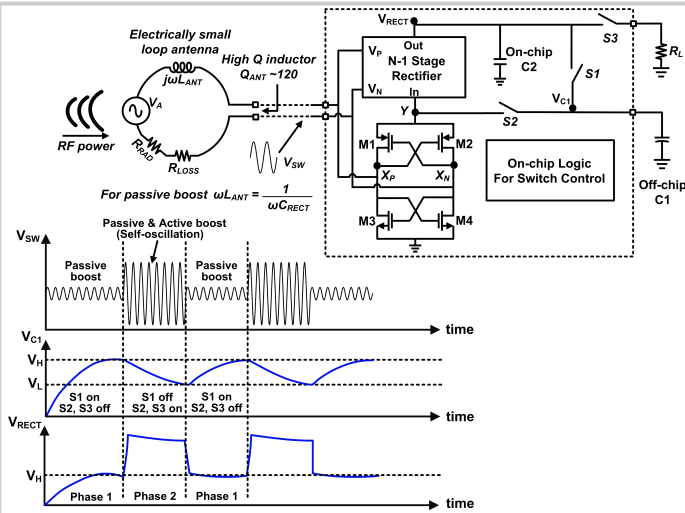 Electrically small
loop antenna
jωL_ANT
High Q inductor
Q_ANT ~120
V_A
RF power
R_RAD
R_LOSS
V_SW
For passive boost ωL_ANT = 1 / ωC_RECT
V_RECT
S3
V_P
Out
N-1 Stage
Rectifier
V_N
In
On-chip
C2
S1
R_L
Y
S2
V_C1
M1
M2
X_P
X_N
M3
M4
On-chip Logic
For Switch Control
Off-chip
C1
Passive & Active boost
(Self-oscillation)
V_SW
Passive
boost
Passive
boost
time
V_C1
V_H
V_L
S1 on
S2, S3 off
S1 off
S2, S3 on
S1 on
S2, S3 off
time
V_RECT
V_H
Phase 1
Phase 2
Phase 1
time